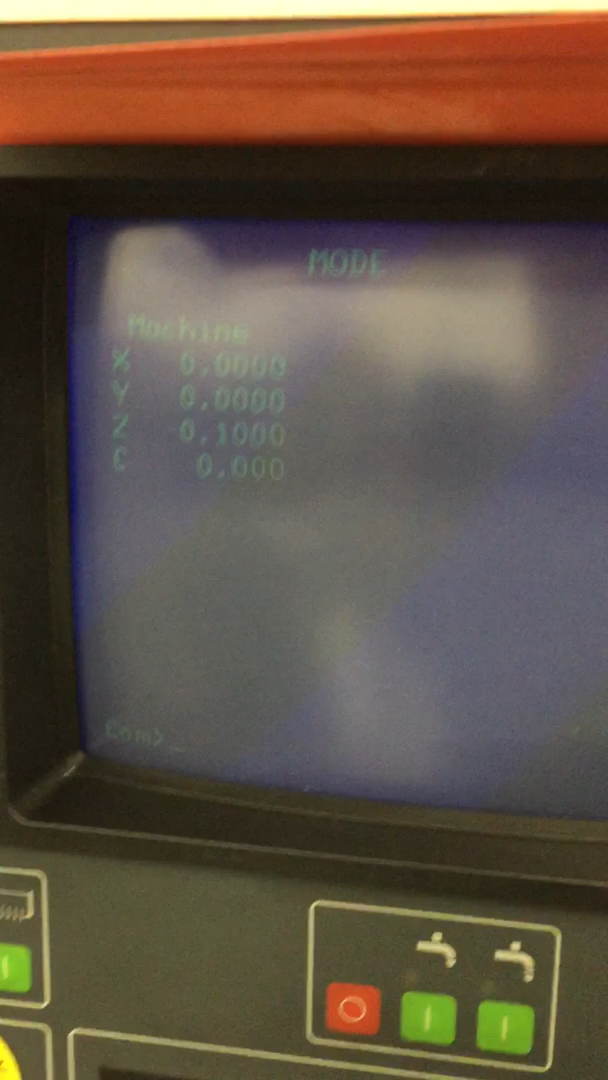 MODE
Machine
X 0.0000
Y 0.0000
Z 0.1000
C 0.000
Com>_